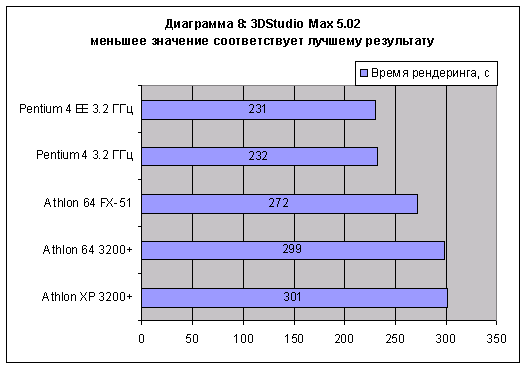 Диаграмма 8: 3DStudio Max 5.02
меньшее значение соответствует лучшему результату
Время рендеринга, с
Pentium 4 EE 3.2 ГГц
231
Pentium 4 3.2 ГГц
232
Athlon 64 FX-51
272
Athlon 64 3200+
299
Athlon XP 3200+
301
0 50 100 150 200 250 300 350